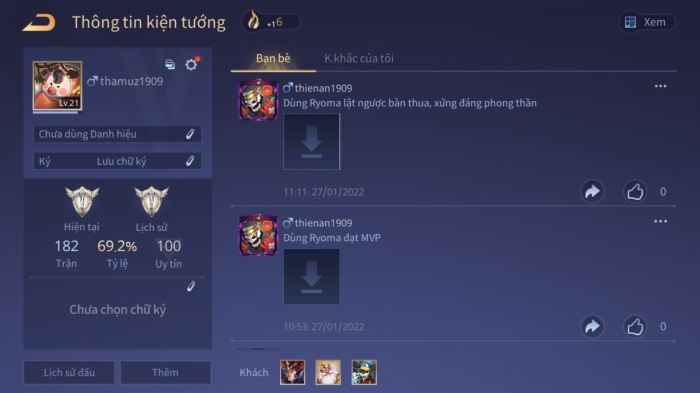 Thông tin kiện tướng
+16
Xem
thamuz1909
Lv.21
Chưa dùng Danh hiệu
Ký Lưu chữ ký
Hiện tại Lịch sử
182 69.2% 100
Trận Tỷ lệ Uy tín
Chưa chọn chữ ký
Lịch sử đấu Thêm
Bạn bè K.khắc của tôi
thienan1909
Dùng Ryoma lật ngược bàn thua, xứng đáng phong thần
11:11: 27/01/2022
0
thienan1909
Dùng Ryoma đạt MVP
10:53: 27/01/2022
0
Khách